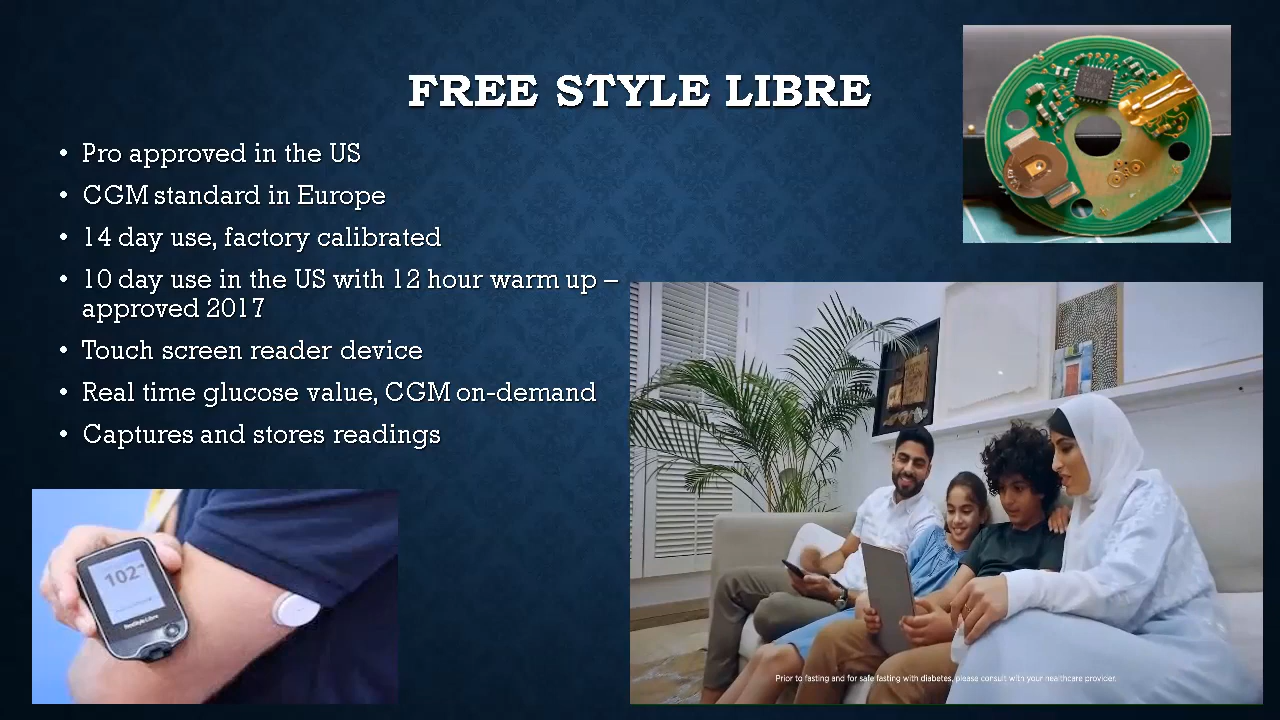 FREE STYLE LIBRE
• Pro approved in the US
• CGM standard in Europe
• 14 day use, factory calibrated
• 10 day use in the US with 12 hour warm up –
approved 2017
• Touch screen reader device
• Real time glucose value, CGM on-demand
• Captures and stores readings
102
FreeStyle Libre
Prior to fasting and for safe fasting with diabetes, please consult with your healthcare provider.